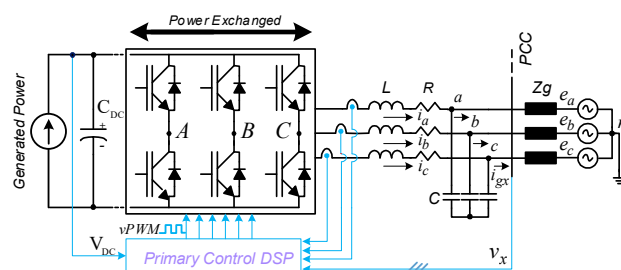 Power Exchanged
PCC
Generated Power
C_DC
+
A
B
C
L
R
a
b
c
i_a
i_b
i_c
i_gx
Zg
e_a
e_b
e_c
C
vPWM
V_DC
Primary Control DSP
v_x